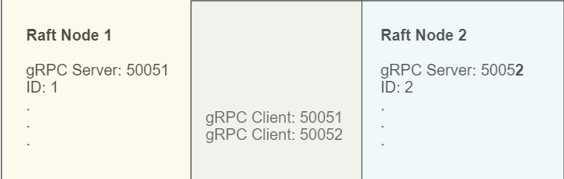 Raft Node 1
gRPC Server: 50051
ID: 1
.
.
.
gRPC Client: 50051
gRPC Client: 50052
Raft Node 2
gRPC Server: 50052
ID: 2
.
.
.